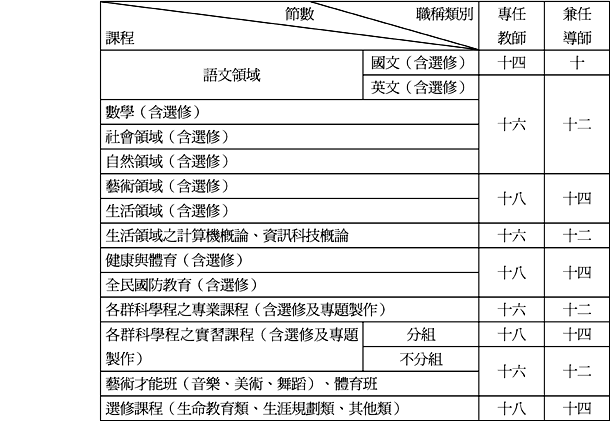 節數 職稱類別 專任 兼任
課程 教師 導師
語文領域 國文（含選修） 十四 十
英文（含選修） 十六 十二
數學（含選修）
社會領域（含選修）
自然領域（含選修）
藝術領域（含選修） 十八 十四
生活領域（含選修）
生活領域之計算機概論、資訊科技概論 十六 十二
健康與體育（含選修） 十八 十四
全民國防教育（含選修）
各群科學程之專業課程（含選修及專題製作） 十六 十二
各群科學程之實習課程（含選修及專題 分組 十八 十四
製作） 不分組 十六 十二
藝術才能班（音樂、美術、舞蹈）、體育班
選修課程（生命教育類、生涯規劃類、其他類） 十八 十四